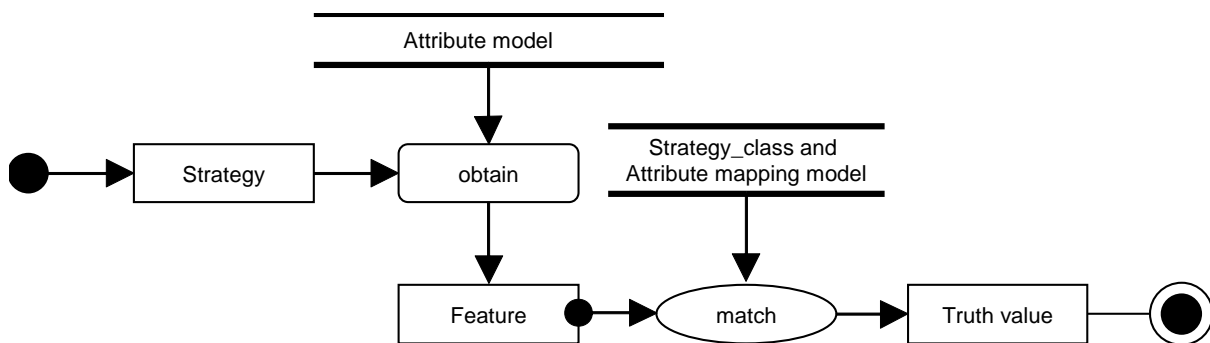 Attribute model
Strategy_class and
Attribute mapping model
Strategy
obtain
Feature
match
Truth value